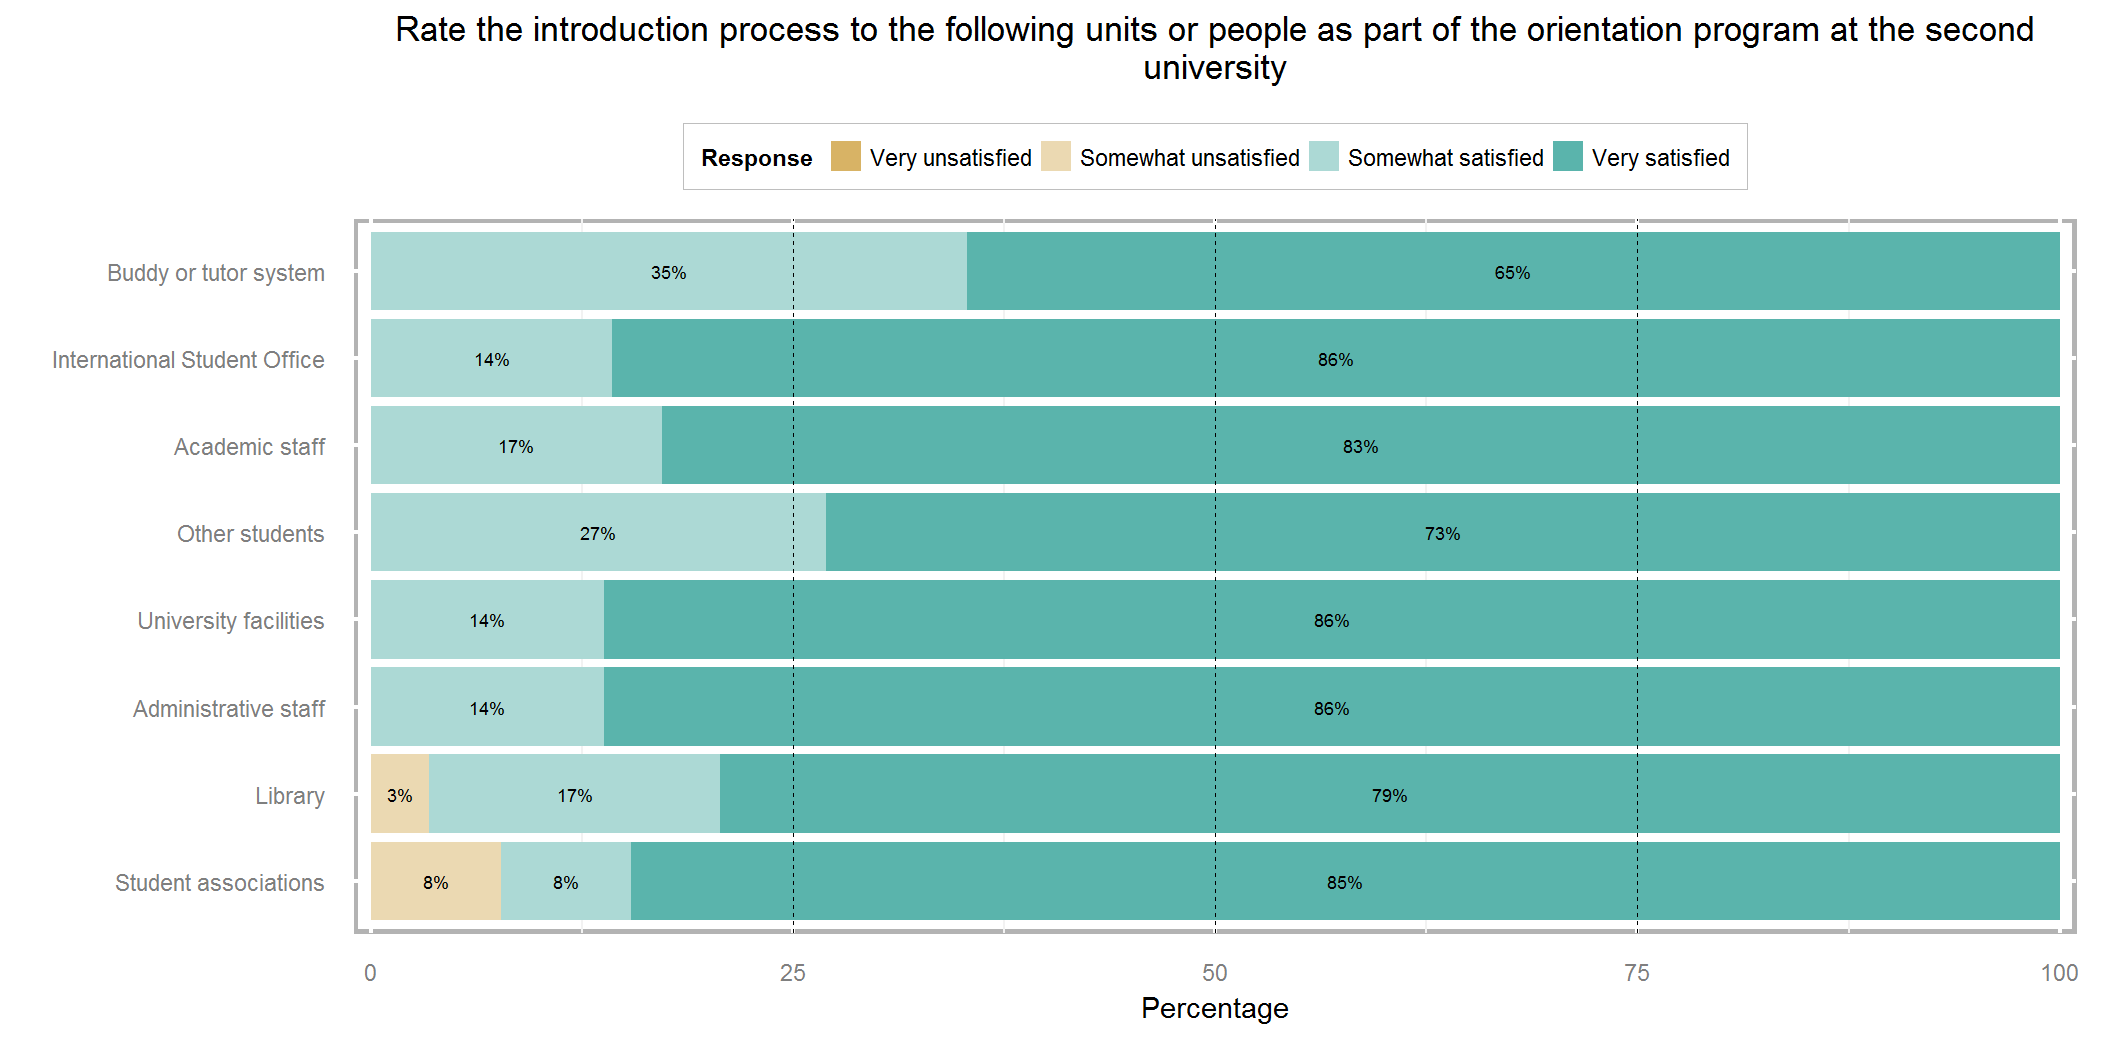 Rate the introduction process to the following units or people as part of the orientation program at the second
university
Response Very unsatisfied Somewhat unsatisfied Somewhat satisfied Very satisfied
Buddy or tutor system 35% 65%
International Student Office 14% 86%
Academic staff 17% 83%
Other students 27% 73%
University facilities 14% 86%
Administrative staff 14% 86%
Library 3% 17% 79%
Student associations 8% 8% 85%
0 25 50 75 100
Percentage